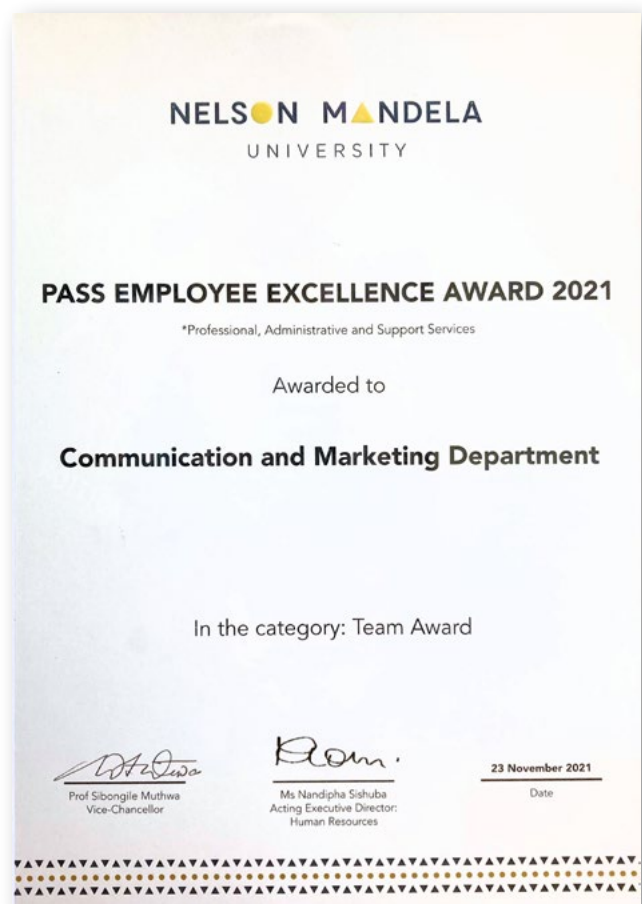 NELSON MANDELA
UNIVERSITY
PASS EMPLOYEE EXCELLENCE AWARD 2021
*Professional, Administrative and Support Services
Awarded to
Communication and Marketing Department
In the category: Team Award
Prof Sibongile Muthwa
Vice-Chancellor
Ms Nandipha Sishuba
Acting Executive Director:
Human Resources
23 November 2021
Date